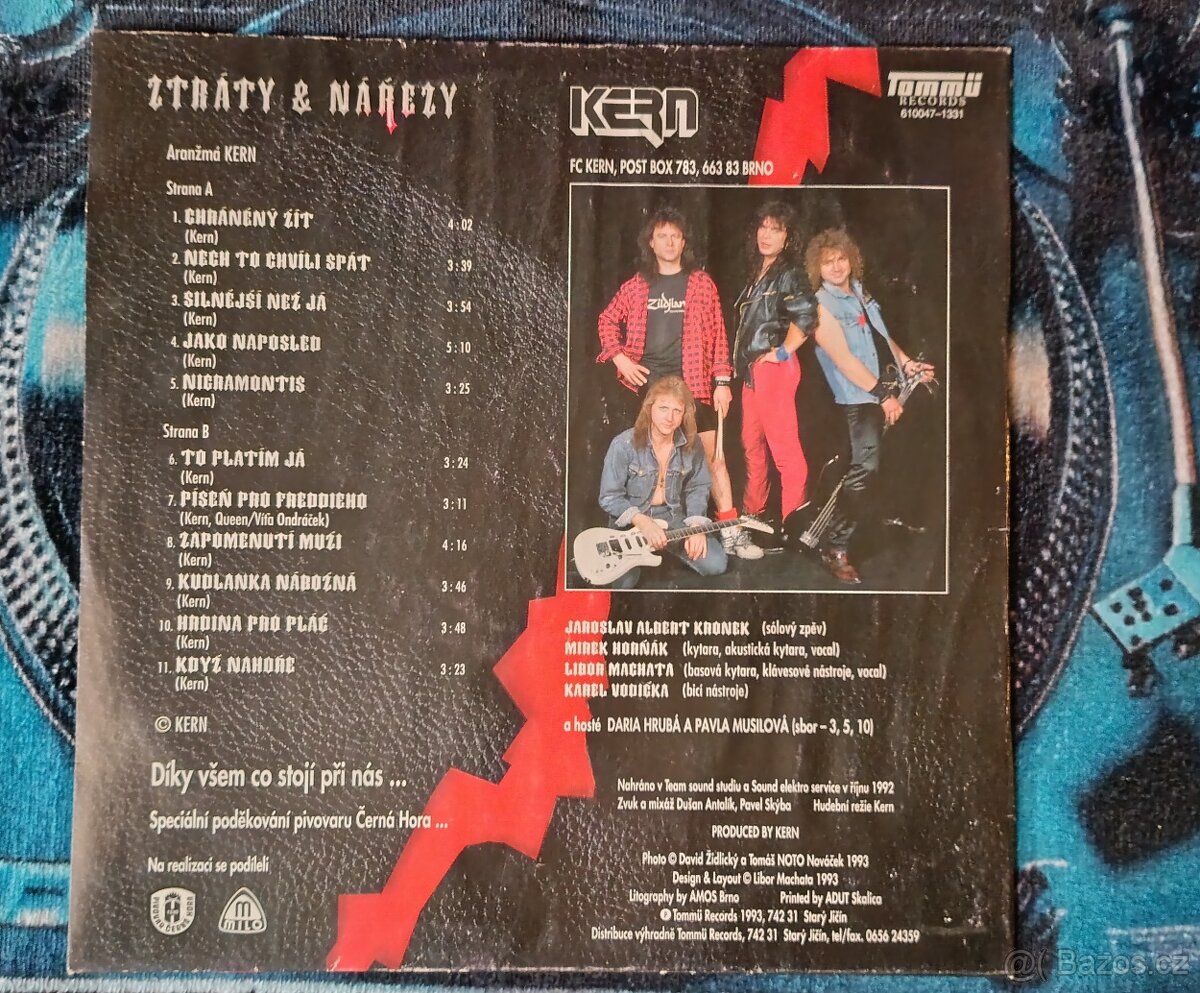 ZTRÁTY & NÁŘEZY
Aranžmá KERN
Strana A
1. CHRÁNĚNÝ ŽÍT 4:02
(Kern)
2. NECH TO CHVÍLI SPÁT 3:39
(Kern)
3. SILNĚJŠÍ NEŽ JÁ 3:54
(Kern)
4. JAKO NAPOSLED 5:10
(Kern)
5. NIGRAMONTIS 3:25
(Kern)
Strana B
6. TO PLATÍM JÁ 3:24
(Kern)
7. PÍSEŇ PRO FREDDIEHO 3:11
(Kern, Queen/Víťa Ondráček)
8. ZAPOMENUTÍ MUŽI 4:16
(Kern)
9. KUDLANKA NÁBOŽNÁ 3:46
(Kern)
10. HRDINA PRO PLÁČ 3:48
(Kern)
11. KDYŽ NAHOŘE 3:23
(Kern)
© KERN
Díky všem co stojí při nás ...
Speciální poděkování pivovaru Černá Hora ...
Na realizaci se podíleli
PIVOVAR ČERNÁ HORA
M
MILO
KERN
Tommü
RECORDS
610047-1331
FC KERN, POST BOX 783, 663 83 BRNO
Zildjian
JAROSLAV ALBERT KRONEK (sólový zpěv)
MIREK HORŇÁK (kytara, akustická kytara, vocal)
LIBOR MACHATA (basová kytara, klávesové nástroje, vocal)
KAREL VODIČKA (bicí nástroje)
a hosté DARIA HRUBÁ A PAVLA MUSILOVÁ (sbor – 3, 5, 10)
Nahráno v Team sound studiu a Sound elektro service v říjnu 1992
Zvuk a mixáž Dušan Antalík, Pavel Skýba Hudební režie Kern
PRODUCED BY KERN
Photo © David Židlický a Tomáš NOTO Nováček 1993
Design & Layout © Libor Machata 1993
Litography by AMOS Brno Printed by ADUT Skalica
℗ Tommü Records 1993, 742 31 Starý Jičín
Distribuce výhradně Tommü Records, 742 31 Starý Jičín, tel/fax. 0656 24359
Bazos.cz